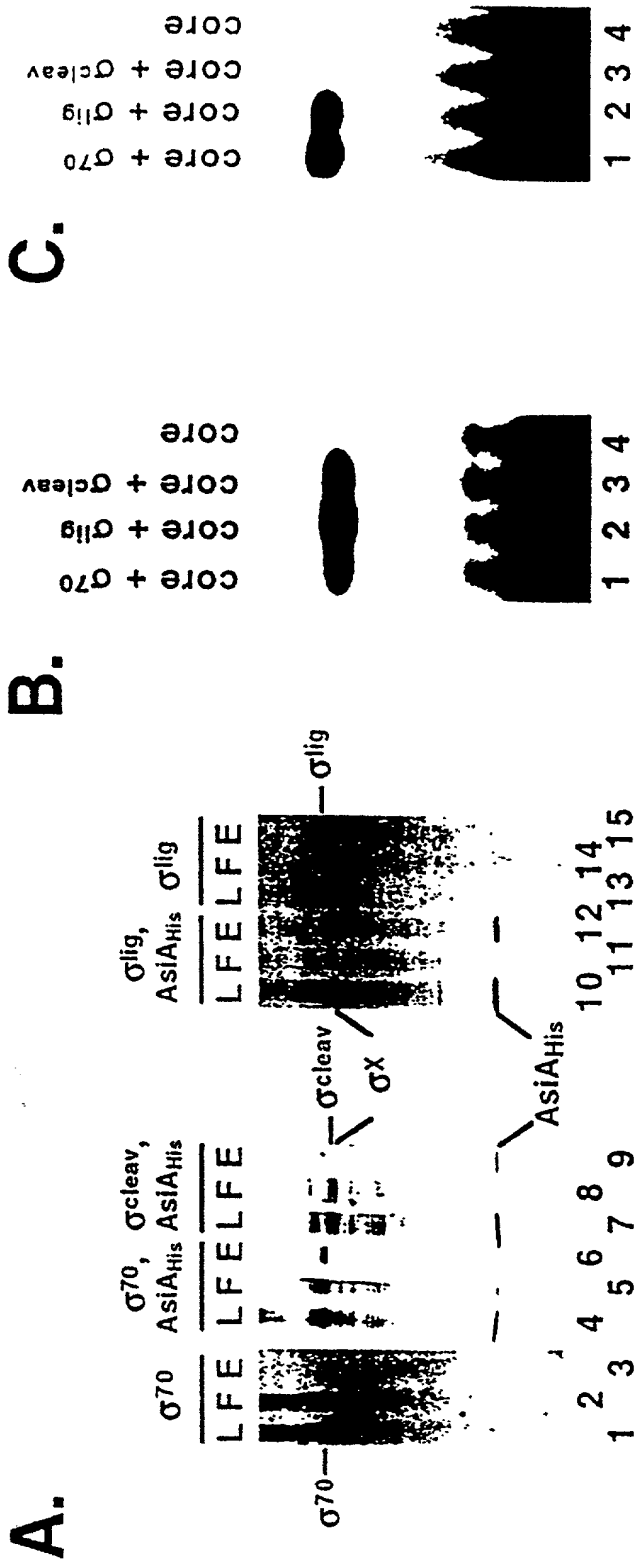 A.
σ70
σ70, AsiAHis
σcleav, AsiAHis
σlig, AsiAHis
σlig
L F E
L F E
L F E
L F E
L F E
σ70
σcleav
σX
σlig
AsiAHis
1 2 3 4 5 6 7 8 9 10 11 12 13 14 15
B.
core + σ70
core + σlig
core + σcleav
core
1 2 3 4
C.
core + σ70
core + σlig
core + σcleav
core
1 2 3 4